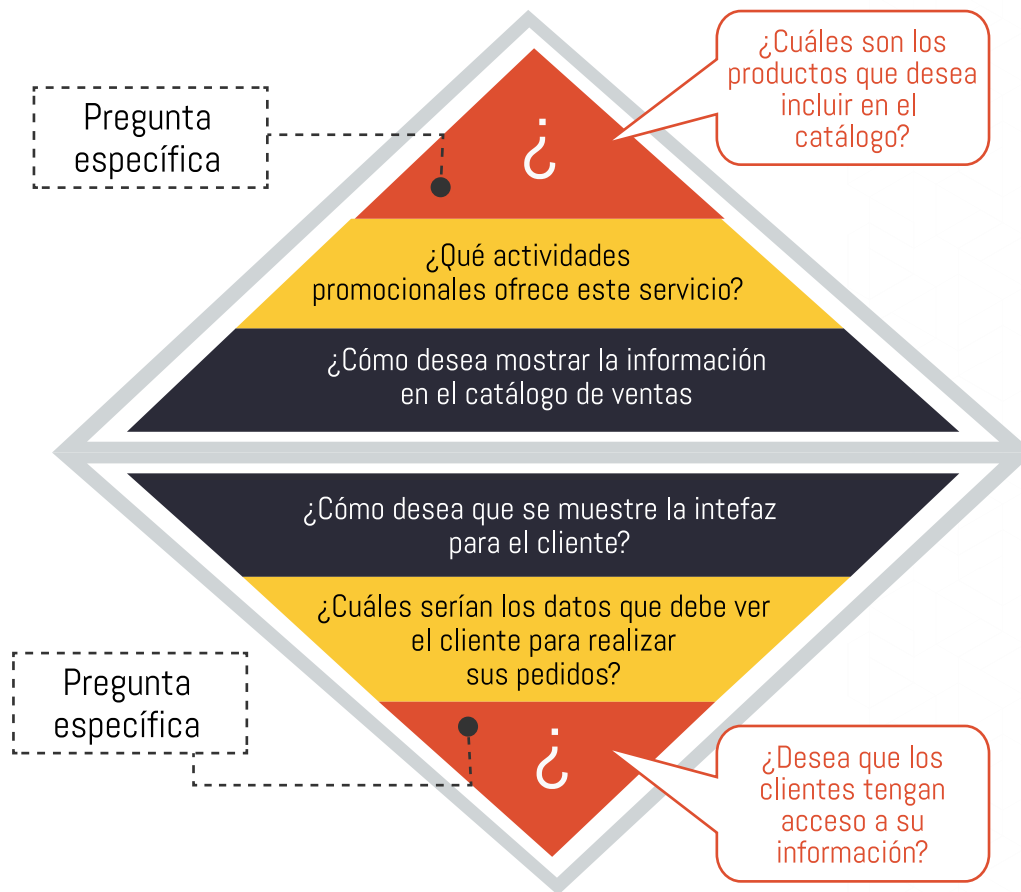 ¿Cuáles son los
productos que desea
incluir en el
catálogo?
Pregunta
específica
¿
¿Qué actividades
promocionales ofrece este servicio?
¿Cómo desea mostrar la información
en el catálogo de ventas
¿Cómo desea que se muestre la intefaz
para el cliente?
¿Cuáles serían los datos que debe ver
el cliente para realizar
sus pedidos?
Pregunta
específica
¿
¿Desea que los
clientes tengan
acceso a su
información?